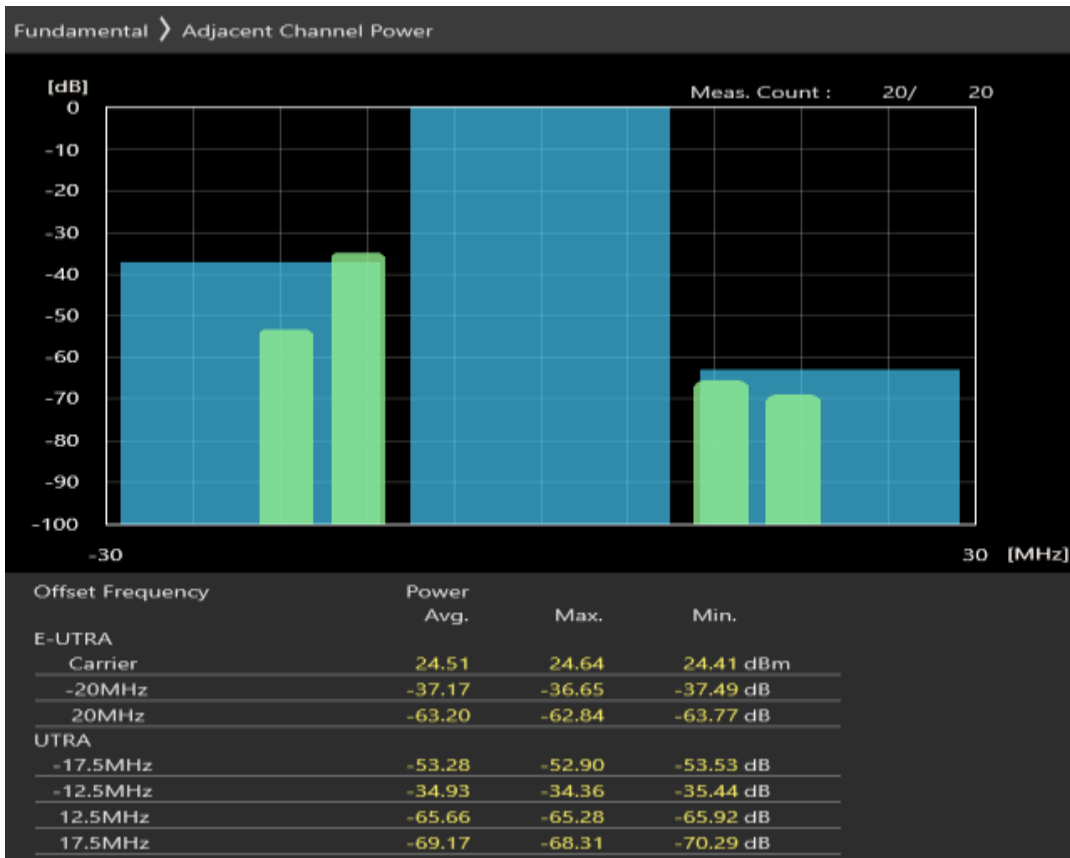 Fundamental ❯ Adjacent Channel Power
[dB]
Meas. Count : 20/ 20
0
-10
-20
-30
-40
-50
-60
-70
-80
-90
-100
-30 30 [MHz]
Offset Frequency Power
Avg. Max. Min.
E-UTRA
Carrier 24.51 24.64 24.41 dBm
-20MHz -37.17 -36.65 -37.49 dB
20MHz -63.20 -62.84 -63.77 dB
UTRA
-17.5MHz -53.28 -52.90 -53.53 dB
-12.5MHz -34.93 -34.36 -35.44 dB
12.5MHz -65.66 -65.28 -65.92 dB
17.5MHz -69.17 -68.31 -70.29 dB